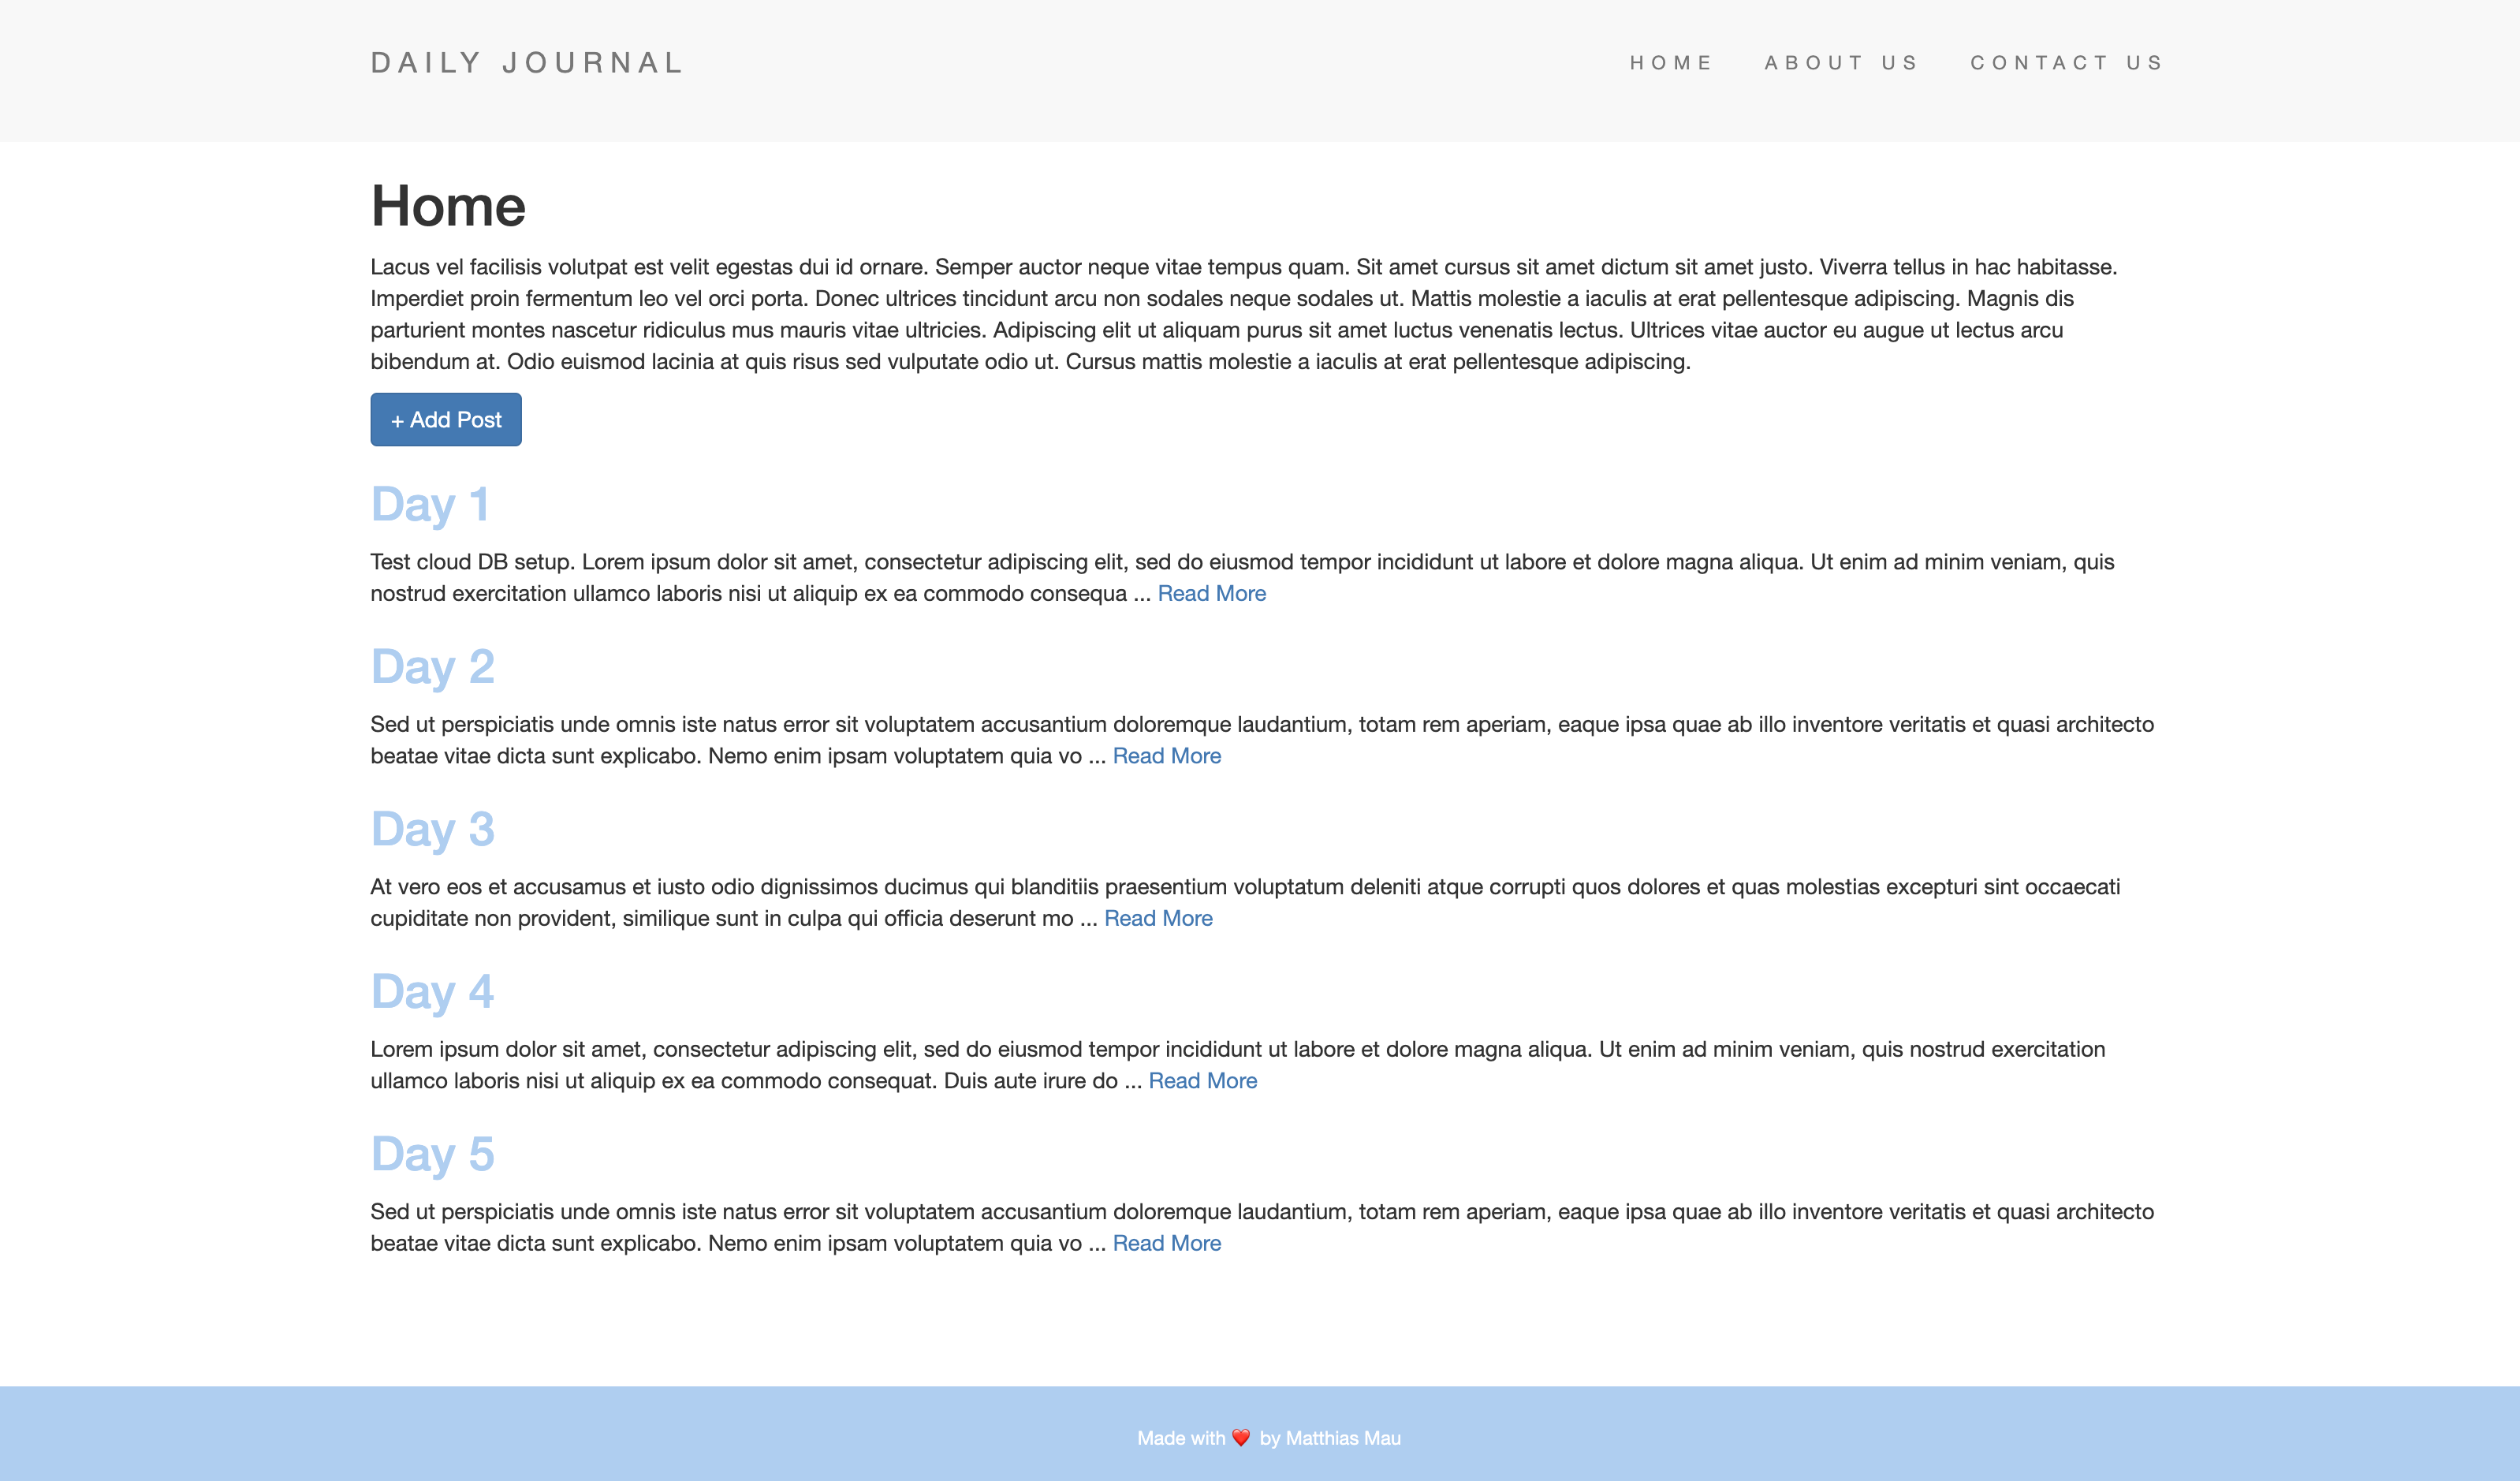 DAILY JOURNAL
HOME ABOUT US CONTACT US
Home
Lacus vel facilisis volutpat est velit egestas dui id ornare. Semper auctor neque vitae tempus quam. Sit amet cursus sit amet dictum sit amet justo. Viverra tellus in hac habitasse.
Imperdiet proin fermentum leo vel orci porta. Donec ultrices tincidunt arcu non sodales neque sodales ut. Mattis molestie a iaculis at erat pellentesque adipiscing. Magnis dis
parturient montes nascetur ridiculus mus mauris vitae ultricies. Adipiscing elit ut aliquam purus sit amet luctus venenatis lectus. Ultrices vitae auctor eu augue ut lectus arcu
bibendum at. Odio euismod lacinia at quis risus sed vulputate odio ut. Cursus mattis molestie a iaculis at erat pellentesque adipiscing.
+ Add Post
Day 1
Test cloud DB setup. Lorem ipsum dolor sit amet, consectetur adipiscing elit, sed do eiusmod tempor incididunt ut labore et dolore magna aliqua. Ut enim ad minim veniam, quis
nostrud exercitation ullamco laboris nisi ut aliquip ex ea commodo consequa ... Read More
Day 2
Sed ut perspiciatis unde omnis iste natus error sit voluptatem accusantium doloremque laudantium, totam rem aperiam, eaque ipsa quae ab illo inventore veritatis et quasi architecto
beatae vitae dicta sunt explicabo. Nemo enim ipsam voluptatem quia vo ... Read More
Day 3
At vero eos et accusamus et iusto odio dignissimos ducimus qui blanditiis praesentium voluptatum deleniti atque corrupti quos dolores et quas molestias excepturi sint occaecati
cupiditate non provident, similique sunt in culpa qui officia deserunt mo ... Read More
Day 4
Lorem ipsum dolor sit amet, consectetur adipiscing elit, sed do eiusmod tempor incididunt ut labore et dolore magna aliqua. Ut enim ad minim veniam, quis nostrud exercitation
ullamco laboris nisi ut aliquip ex ea commodo consequat. Duis aute irure do ... Read More
Day 5
Sed ut perspiciatis unde omnis iste natus error sit voluptatem accusantium doloremque laudantium, totam rem aperiam, eaque ipsa quae ab illo inventore veritatis et quasi architecto
beatae vitae dicta sunt explicabo. Nemo enim ipsam voluptatem quia vo ... Read More
Made with ❤️ by Matthias Mau